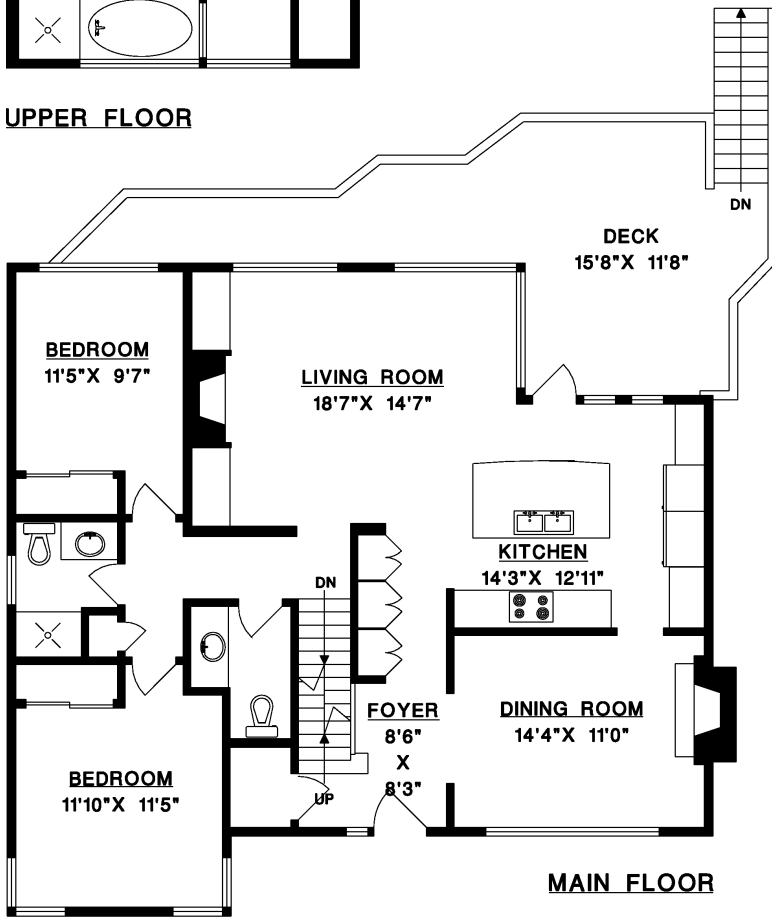 UPPER FLOOR
DN
DECK
15'8"X 11'8"
BEDROOM
11'5"X 9'7"
LIVING ROOM
18'7"X 14'7"
KITCHEN
14'3"X 12'11"
DN
FOYER
8'6"
X
8'3"
DINING ROOM
14'4"X 11'0"
BEDROOM
11'10"X 11'5"
UP
MAIN FLOOR